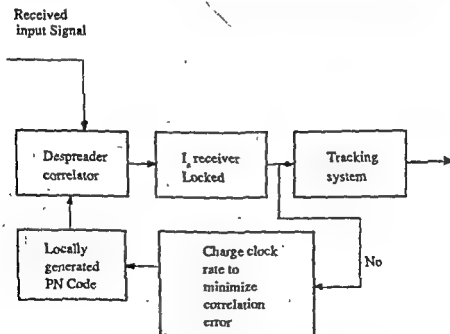 Received
input Signal
Despreader
correlator
I, receiver
Locked
Tracking
system
No
Locally
generated
PN Code
Charge clock
rate to
minimize
correlation
error